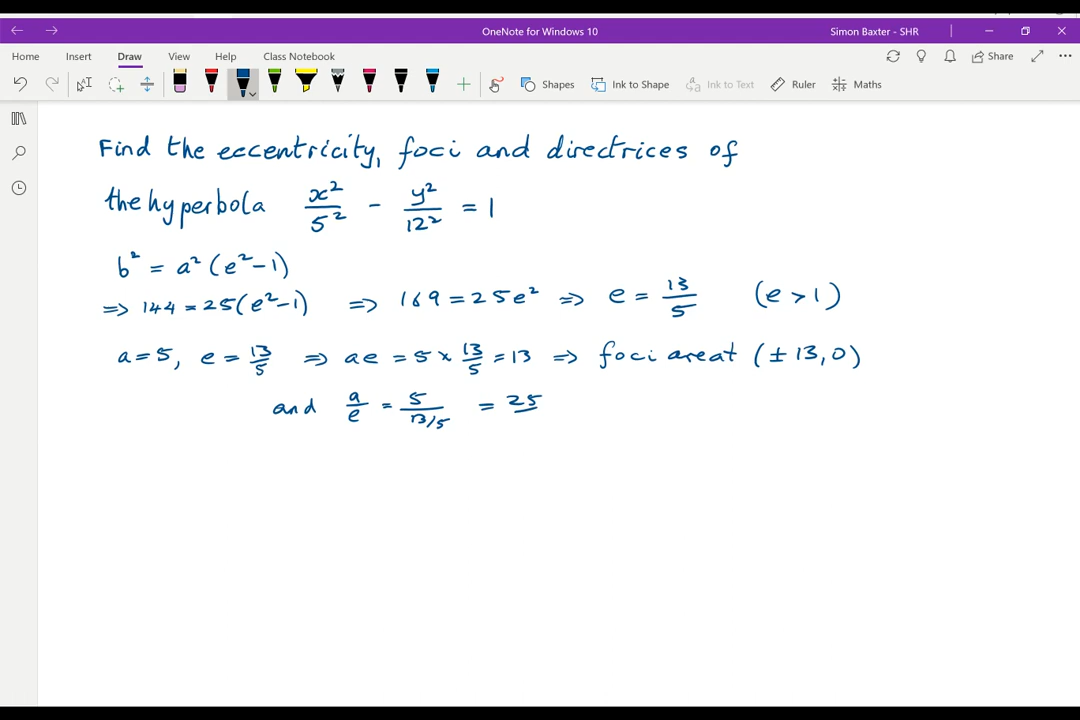 OneNote for Windows 10
Simon Baxter - SHR
Home Insert Draw View Help Class Notebook
Share
Shapes Ink to Shape Ink to Text Ruler Maths
Find the eccentricity, foci and directrices of
the hyperbola x²/5² - y²/12² = 1
b² = a² (e² - 1)
=> 144 = 25(e² - 1) => 169 = 25e² => e = 13/5 (e > 1)
a = 5, e = 13/5 => ae = 5 × 13/5 = 13 => foci are at (± 13, 0)
and a/e = 5/13/5 = 25